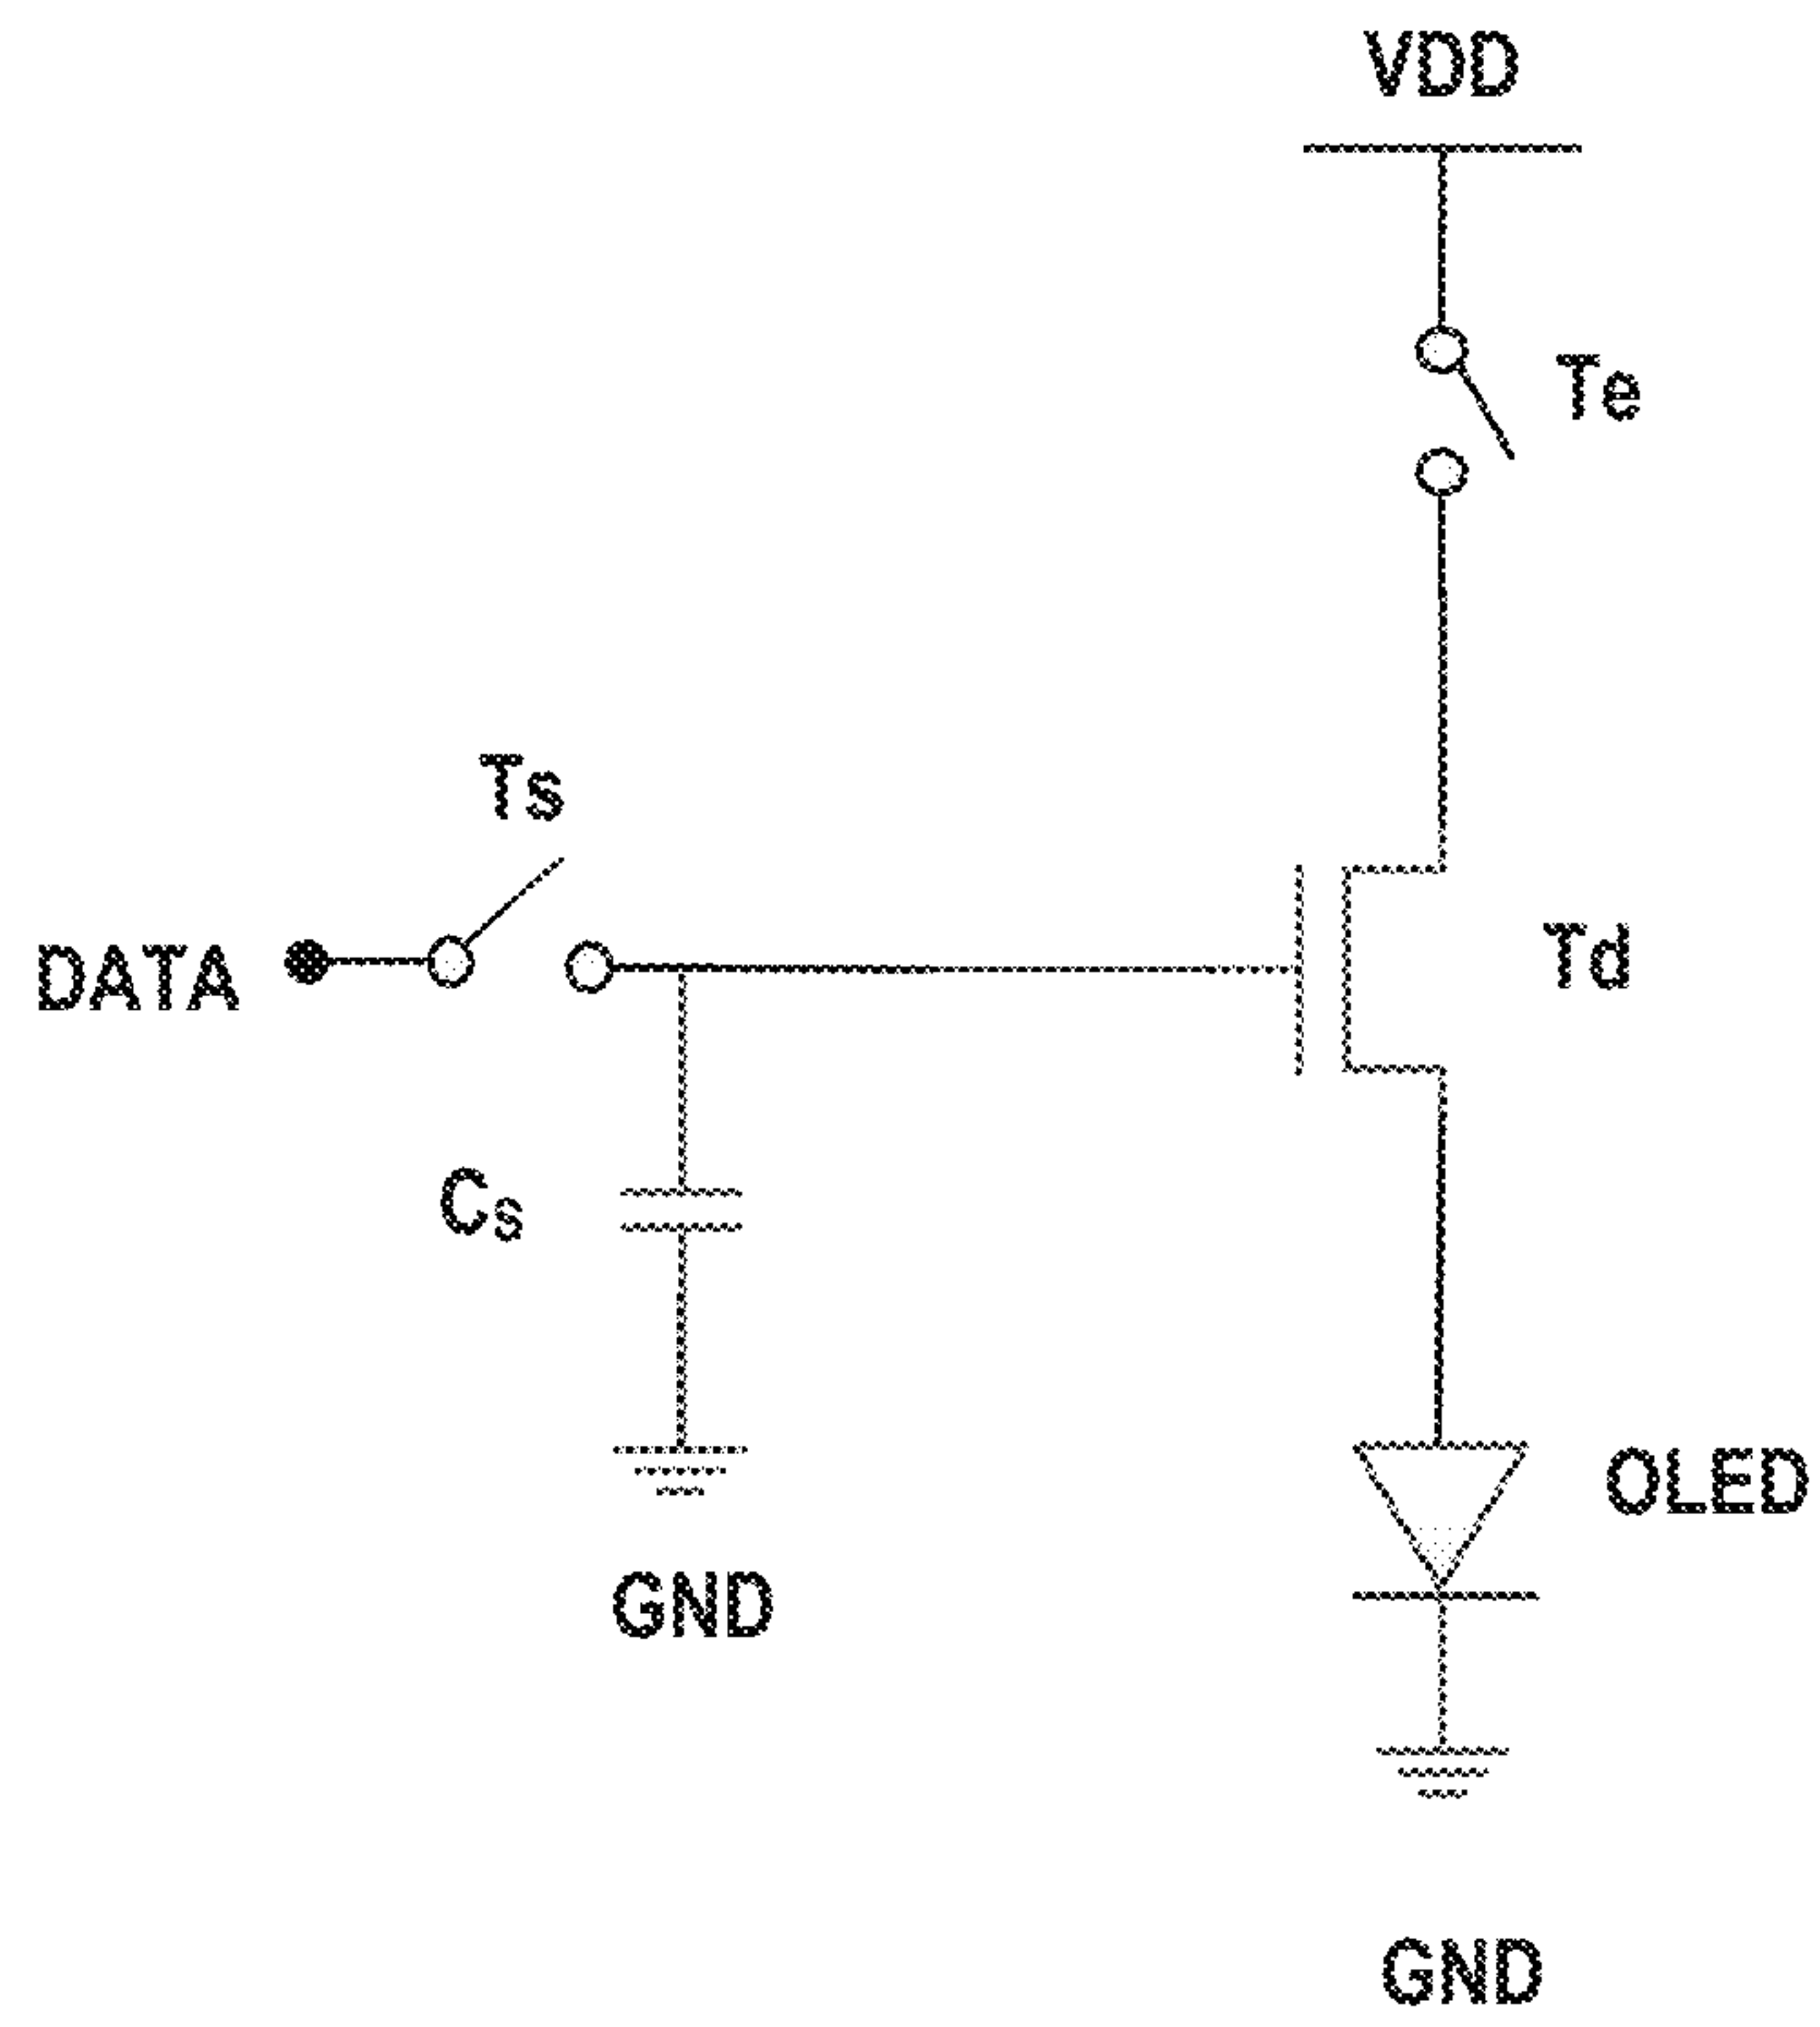 VDD
Te
Ts
DATA
Td
Cs
OLED
GND
GND